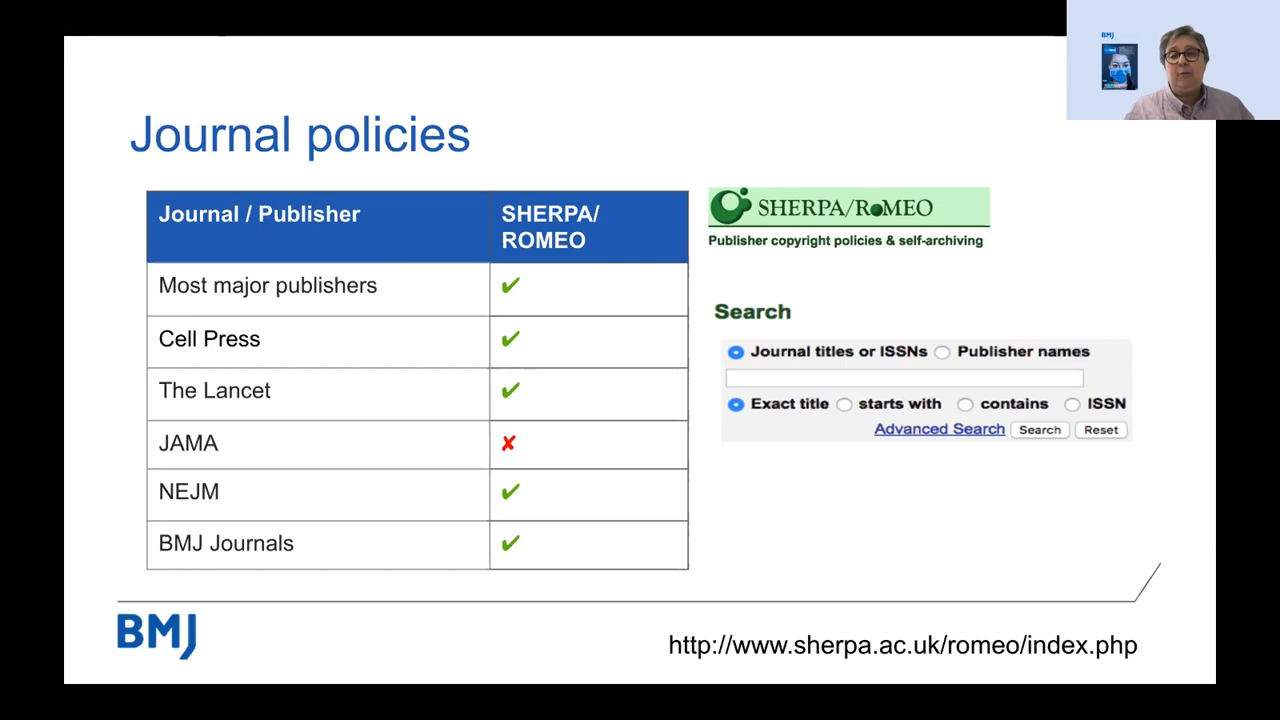 BMJ
Journal policies
Journal / Publisher
SHERPA/
ROMEO
Most major publishers
✔
Cell Press
✔
The Lancet
✔
JAMA
✘
NEJM
✔
BMJ Journals
✔
SHERPA/RoMEO
Publisher copyright policies & self-archiving
Search
Journal titles or ISSNs Publisher names
Exact title starts with contains ISSN
Advanced Search Search Reset
BMJ
http://www.sherpa.ac.uk/romeo/index.php